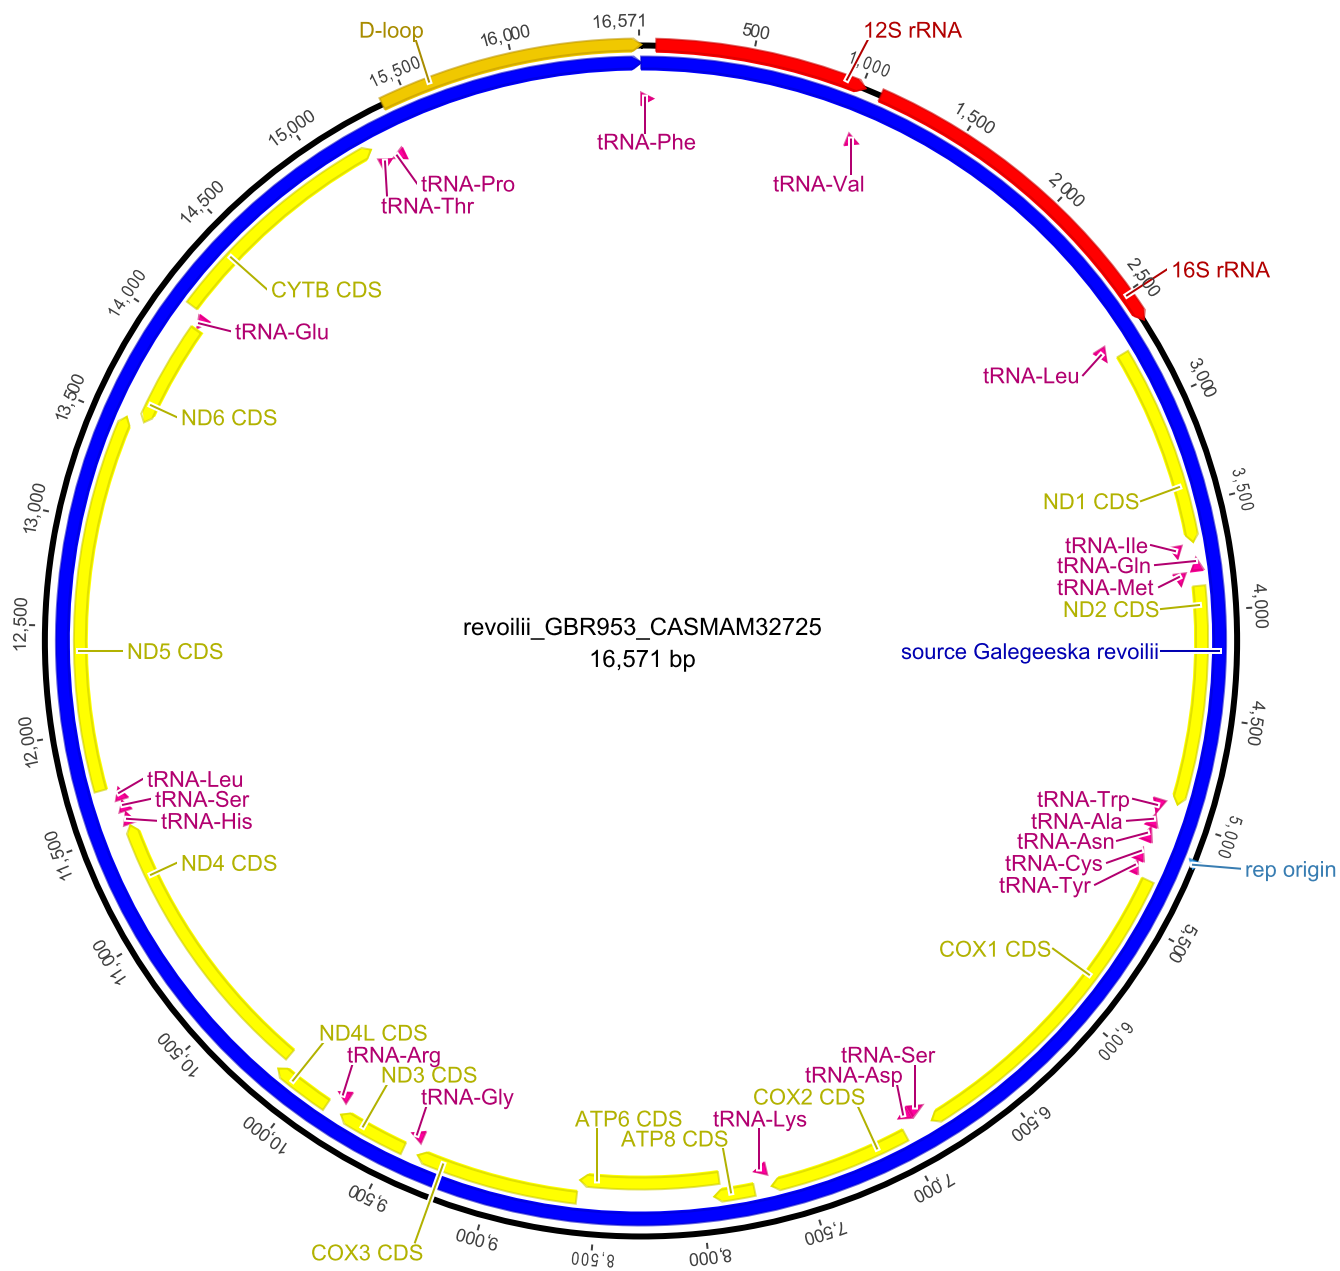 16,571
500
12S rRNA
D-loop
16,000
15,500
1,000
15,000
1,500
tRNA-Phe
tRNA-Val
tRNA-Pro
tRNA-Thr
14,500
2,000
CYTB CDS
14,000
2,500
16S rRNA
tRNA-Glu
tRNA-Leu
3,000
13,500
ND6 CDS
3,500
ND1 CDS
13,000
tRNA-Ile
tRNA-Gln
tRNA-Met
ND2 CDS
4,000
12,500
revoilii_GBR953_CASMAM32725
16,571 bp
ND5 CDS
source Galegeeska revoilii
4,500
12,000
tRNA-Leu
tRNA-Ser
tRNA-His
tRNA-Trp
tRNA-Ala
tRNA-Asn
tRNA-Cys
tRNA-Tyr
5,000
rep origin
11,500
ND4 CDS
5,500
COX1 CDS
11,000
6,000
10,500
ND4L CDS
tRNA-Arg
ND3 CDS
tRNA-Gly
tRNA-Ser
tRNA-Asp
COX2 CDS
ATP6 CDS
tRNA-Lys
ATP8 CDS
6,500
10,000
7,000
9,500
7,500
9,000
COX3 CDS
8,500
8,000